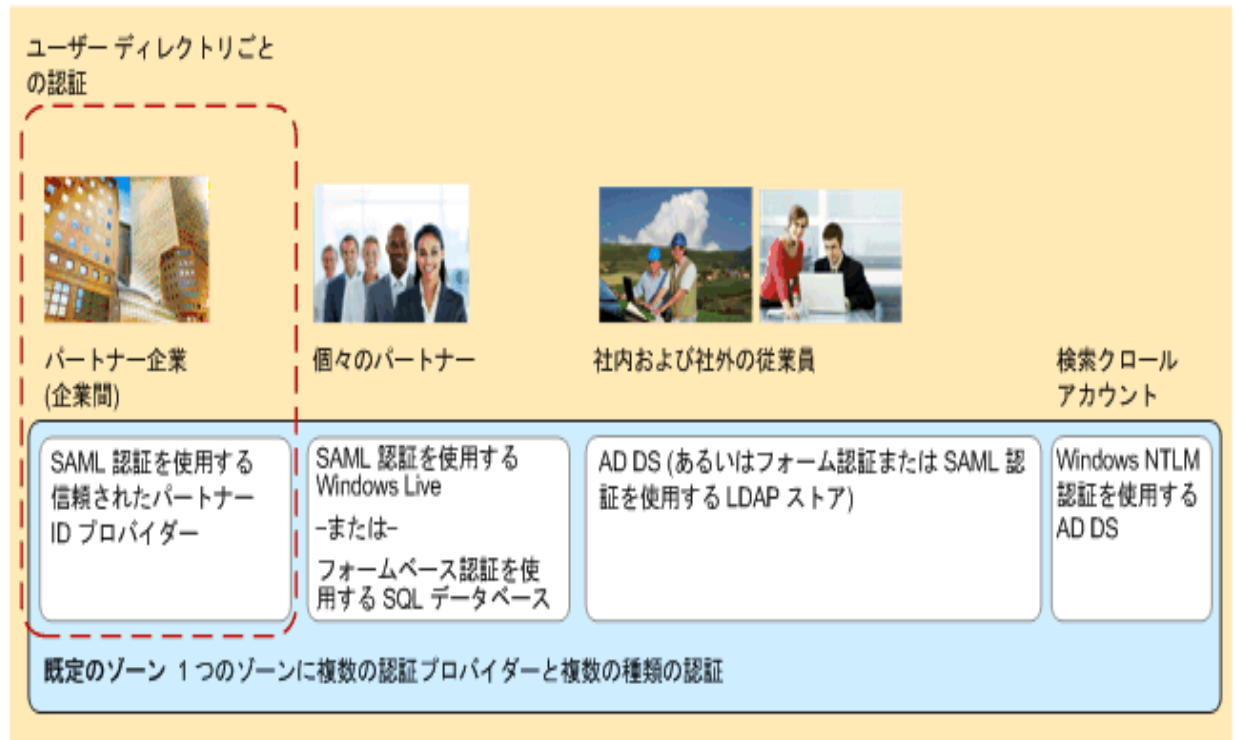 ユーザー ディレクトリごと
の認証
パートナー企業
(企業間)
個々のパートナー
社内および社外の従業員
検索クロール
アカウント
SAML 認証を使用する
信頼されたパートナー
ID プロバイダー
SAML 認証を使用する
Windows Live
-または-
フォームベース認証を使
用する SQL データベース
AD DS (あるいはフォーム認証または SAML 認
証を使用する LDAP ストア)
Windows NTLM
認証を使用する
AD DS
既定のゾーン 1 つのゾーンに複数の認証プロバイダーと複数の種類の認証